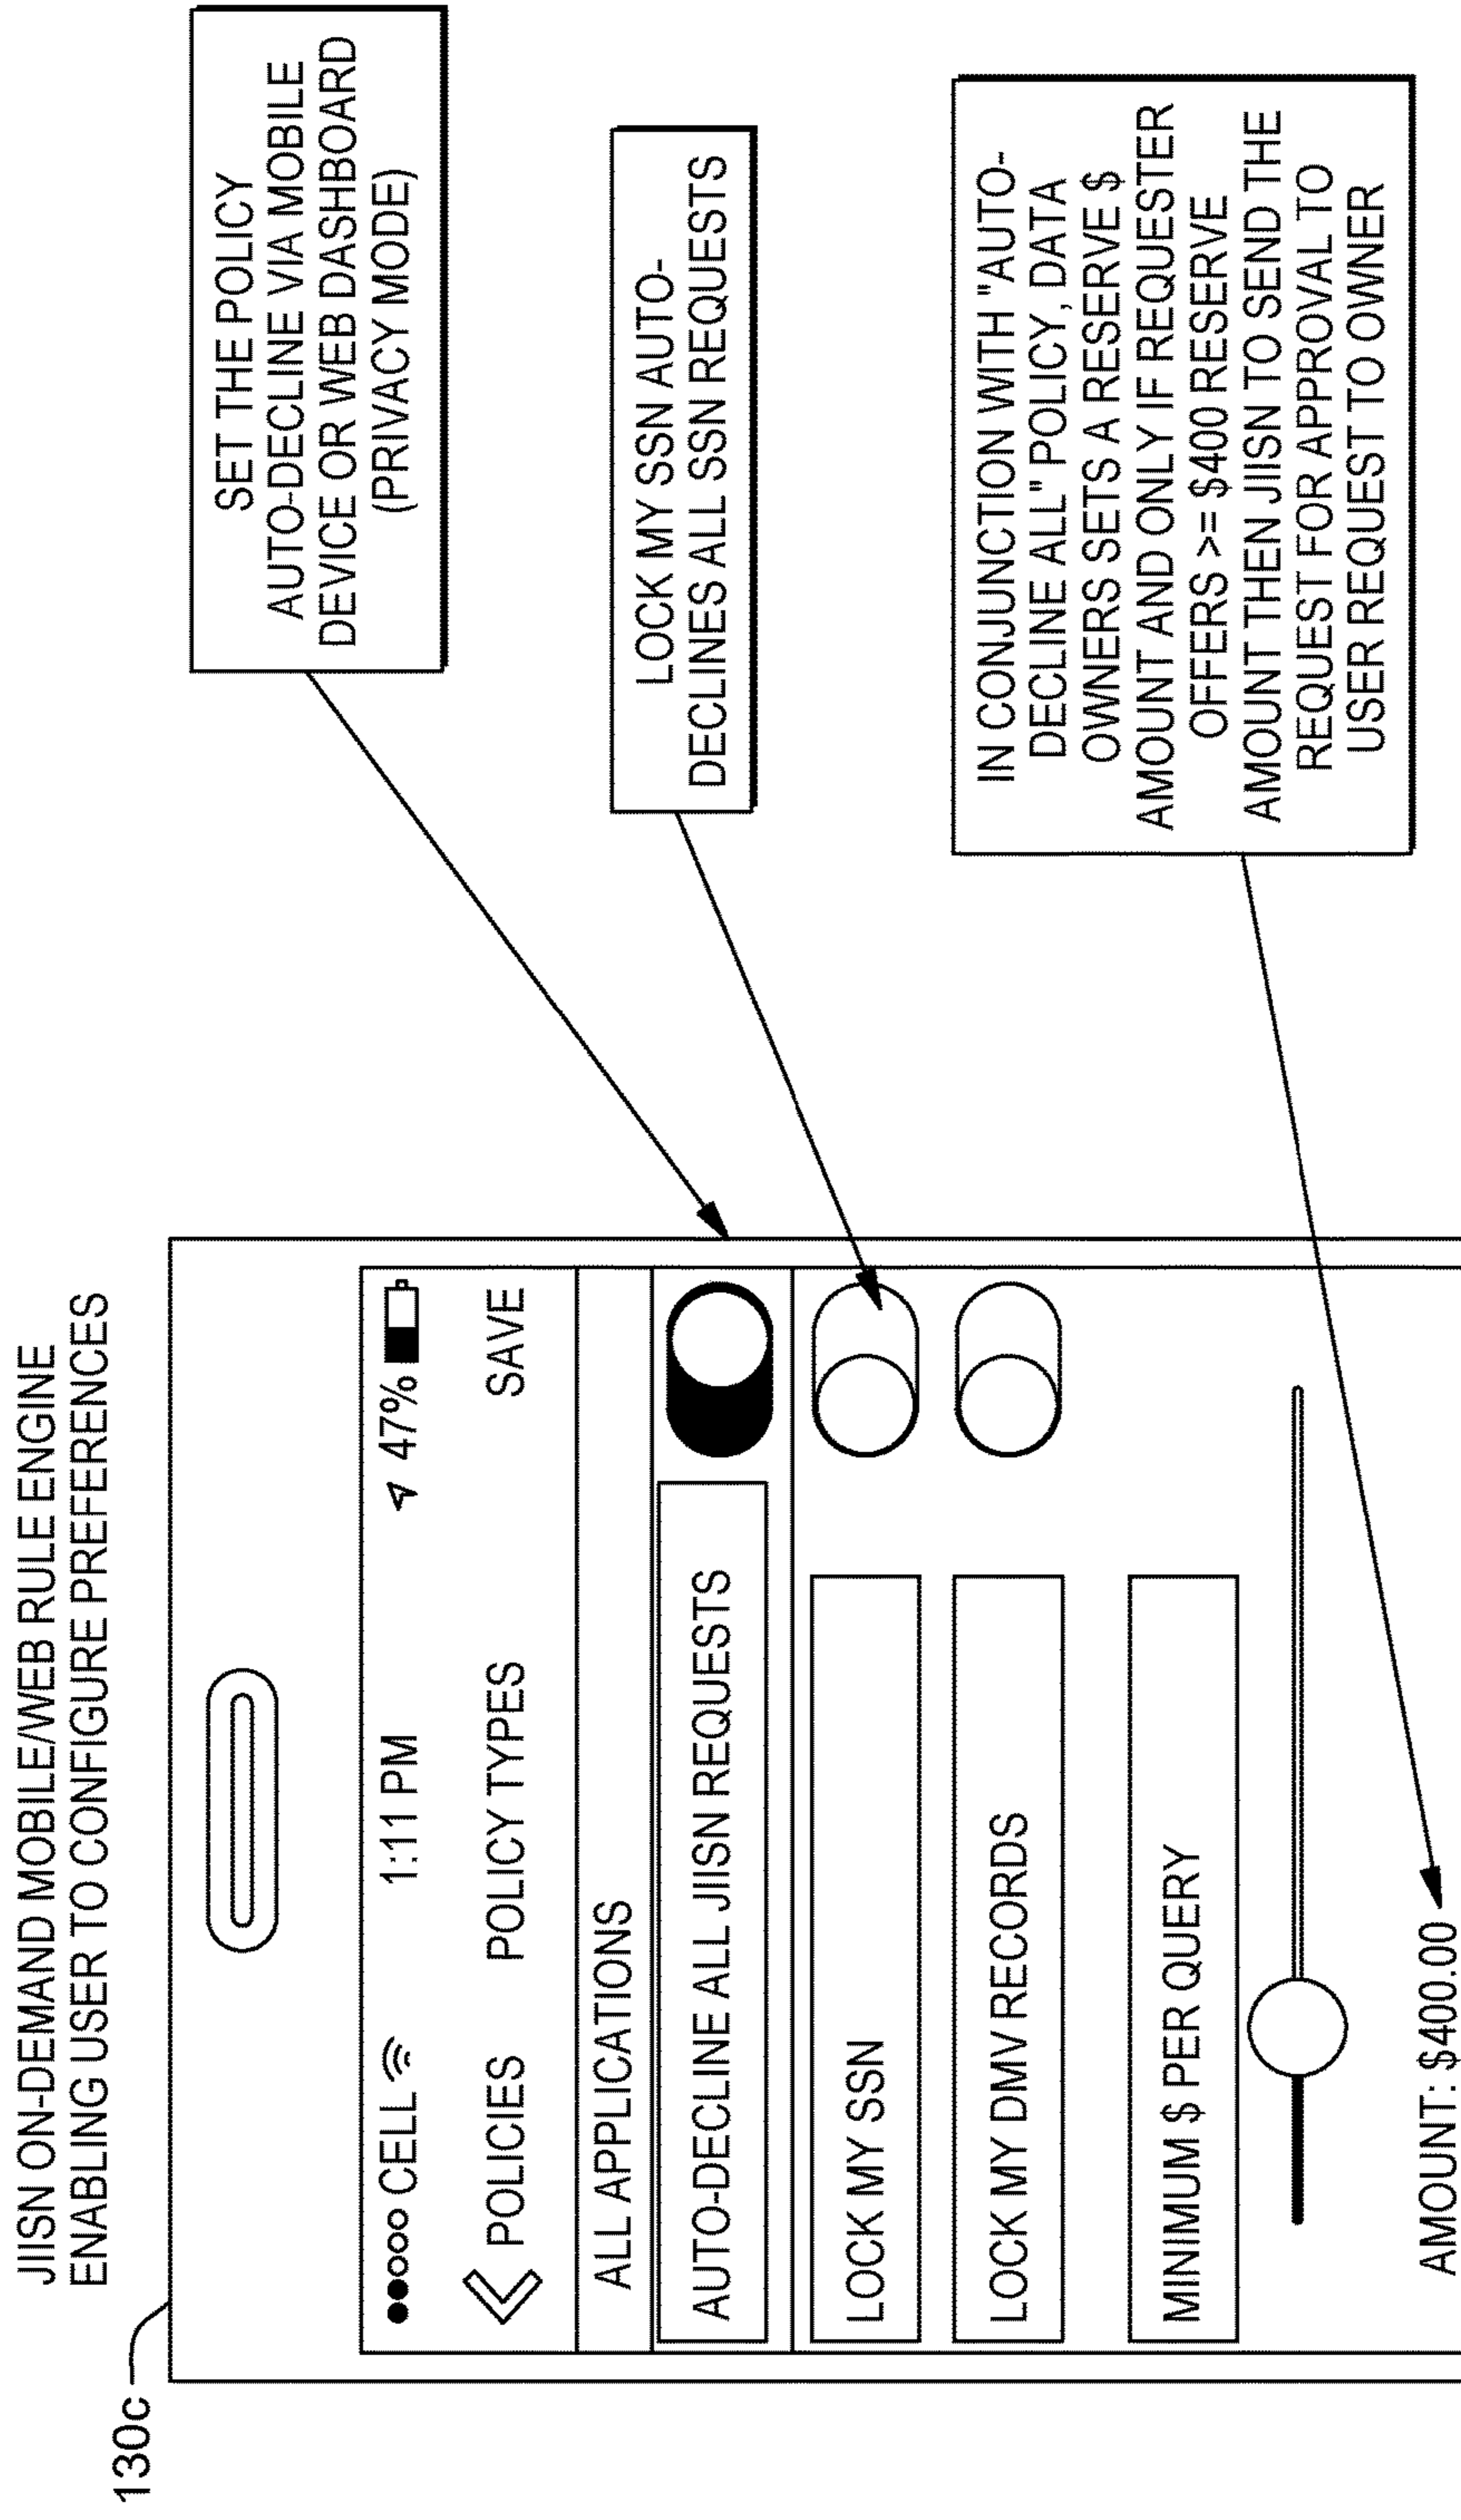 JIISN ON-DEMAND MOBILE/WEB RULE ENGINE
ENABLING USER TO CONFIGURE PREFERENCES
130c
CELL 1:11 PM 47%
POLICIES POLICY TYPES SAVE
ALL APPLICATIONS
AUTO-DECLINE ALL JIISN REQUESTS
LOCK MY SSN
LOCK MY DMV RECORDS
MINIMUM $ PER QUERY
AMOUNT: $400.00
SET THE POLICY
AUTO-DECLINE VIA MOBILE
DEVICE OR WEB DASHBOARD
(PRIVACY MODE)
LOCK MY SSN AUTO-
DECLINES ALL SSN REQUESTS
IN CONJUNCTION WITH "AUTO-
DECLINE ALL" POLICY, DATA
OWNERS SETS A RESERVE $
AMOUNT AND ONLY IF REQUESTER
OFFERS >= $400 RESERVE
AMOUNT THEN JIISN TO SEND THE
REQUEST FOR APPROVAL TO
USER REQUEST TO OWNER